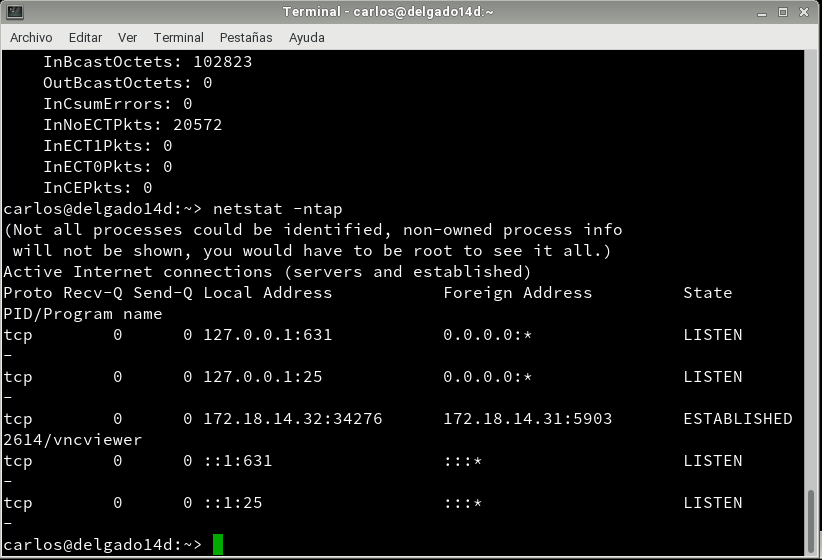 Terminal - carlos@delgado14d:~
Archivo Editar Ver Terminal Pestañas Ayuda
InBcastOctets: 102823
OutBcastOctets: 0
InCsumErrors: 0
InNoECTPkts: 20572
InECT1Pkts: 0
InECT0Pkts: 0
InCEPkts: 0
carlos@delgado14d:~> netstat -ntap
(Not all processes could be identified, non-owned process info
will not be shown, you would have to be root to see it all.)
Active Internet connections (servers and established)
Proto Recv-Q Send-Q Local Address Foreign Address State
PID/Program name
tcp 0 0 127.0.0.1:631 0.0.0.0:* LISTEN
-
tcp 0 0 127.0.0.1:25 0.0.0.0:* LISTEN
-
tcp 0 0 172.18.14.32:34276 172.18.14.31:5903 ESTABLISHED
2614/vncviewer
tcp 0 0 ::1:631 :::* LISTEN
-
tcp 0 0 ::1:25 :::* LISTEN
-
carlos@delgado14d:~>